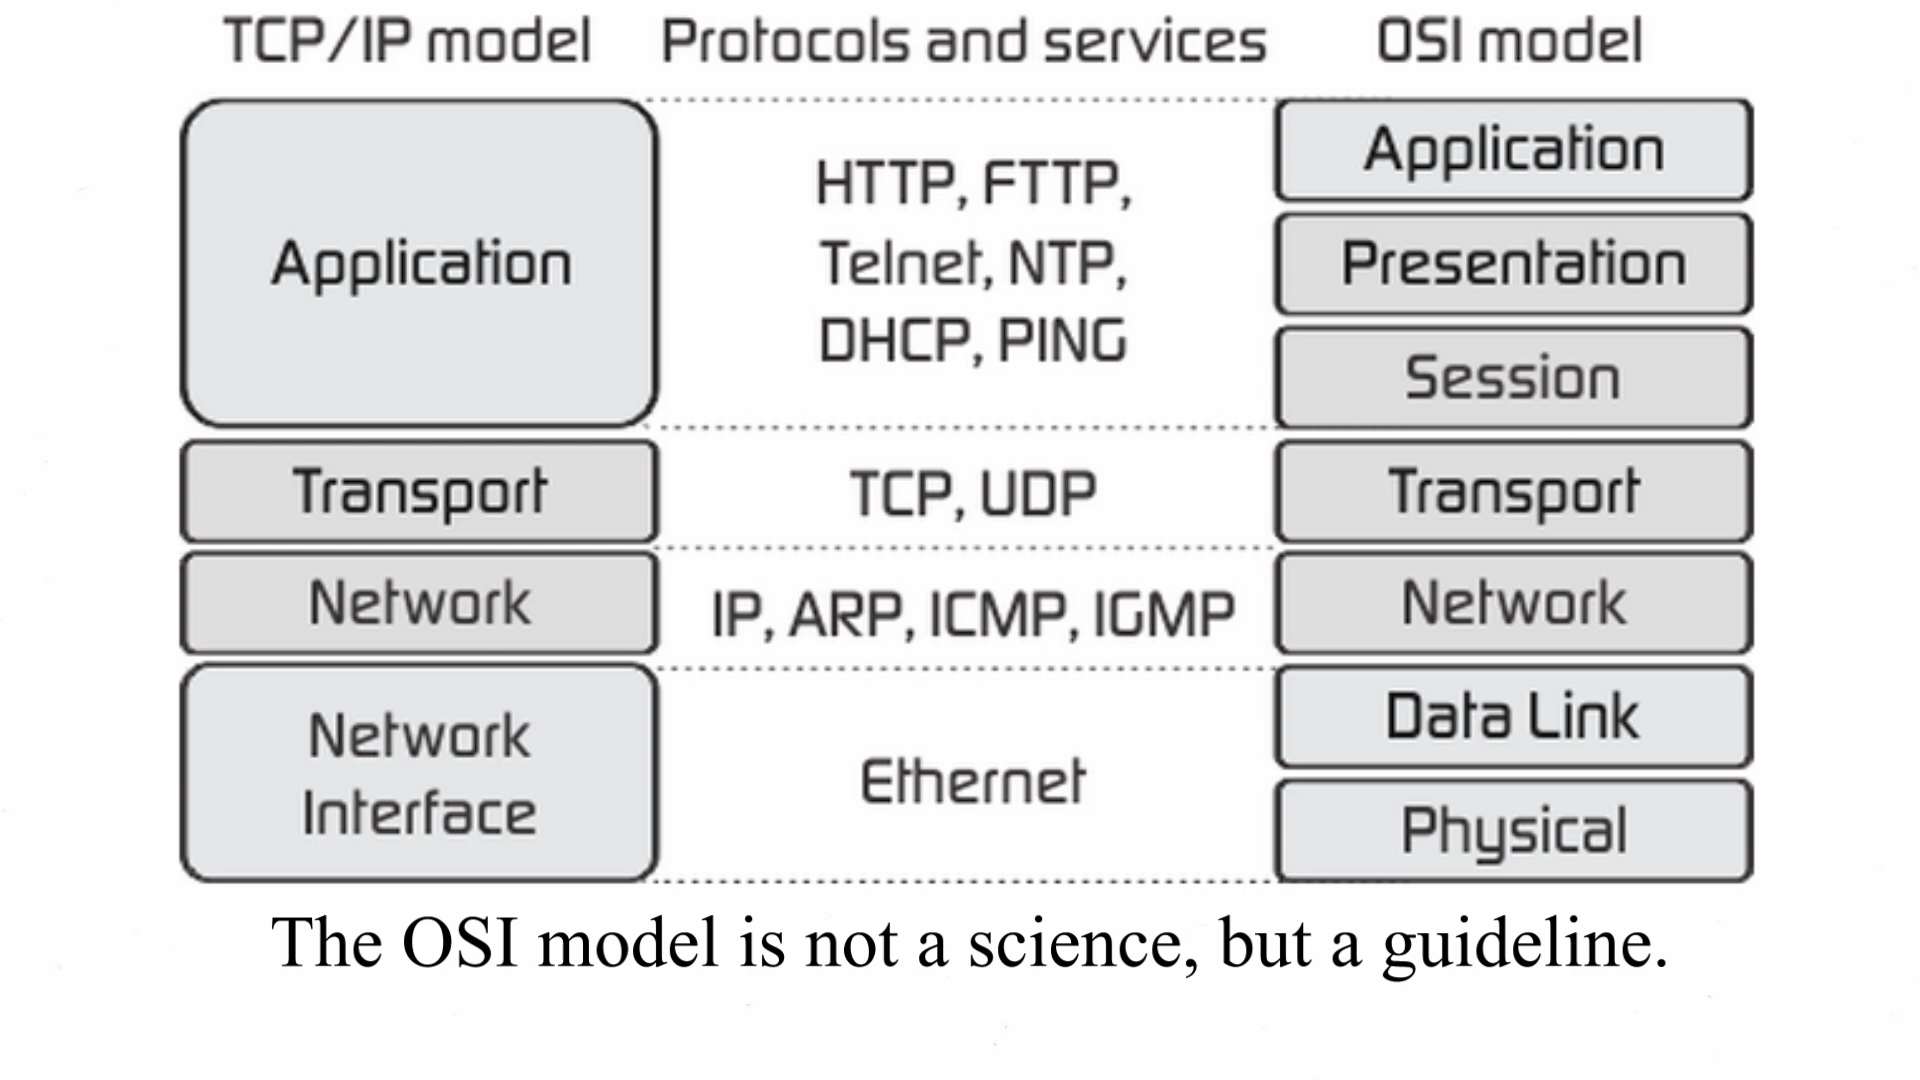 TCP/IP model Protocols and services OSI model
Application
HTTP, FTTP,
Telnet, NTP,
DHCP, PING
Application
Presentation
Session
Transport
TCP, UDP
Transport
Network
IP, ARP, ICMP, IGMP
Network
Network
Interface
Ethernet
Data Link
Physical
The OSI model is not a science, but a guideline.